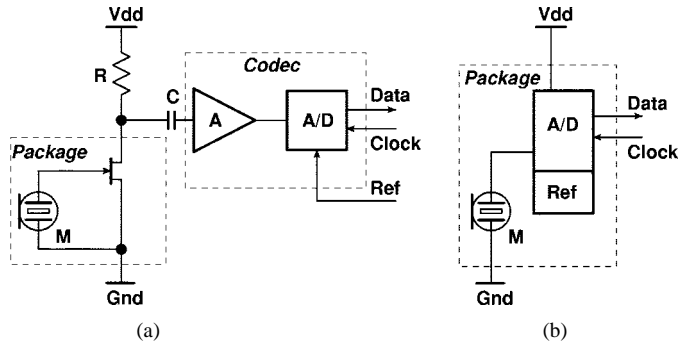 Vdd
R
C
Codec
A
A/D
Data
Clock
Ref
Package
M
Gnd
(a)
Vdd
Package
A/D
Data
Clock
Ref
M
Gnd
(b)